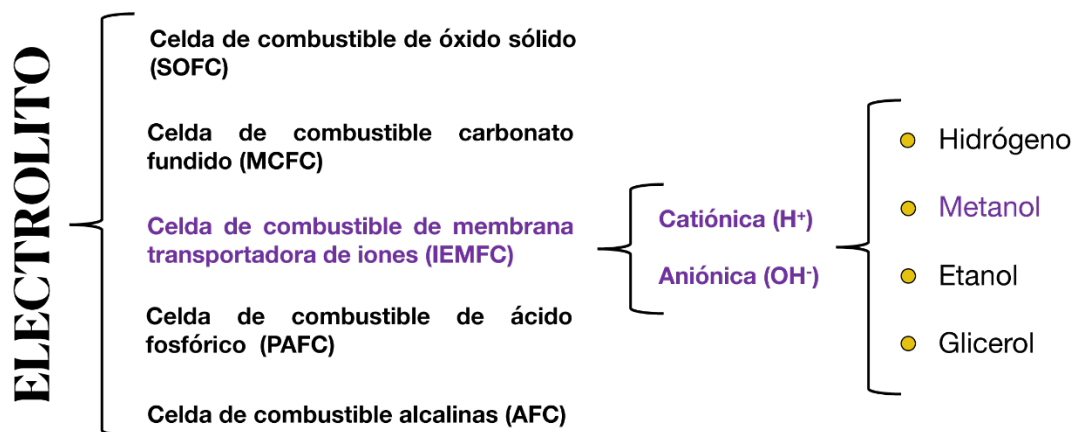 ELECTROLITO
Celda de combustible de óxido sólido
(SOFC)
Celda de combustible carbonato
fundido (MCFC)
Celda de combustible de membrana
transportadora de iones (IEMFC)
Celda de combustible de ácido
fosfórico (PAFC)
Celda de combustible alcalinas (AFC)
Catiónica (H⁺)
Aniónica (OH⁻)
Hidrógeno
Metanol
Etanol
Glicerol